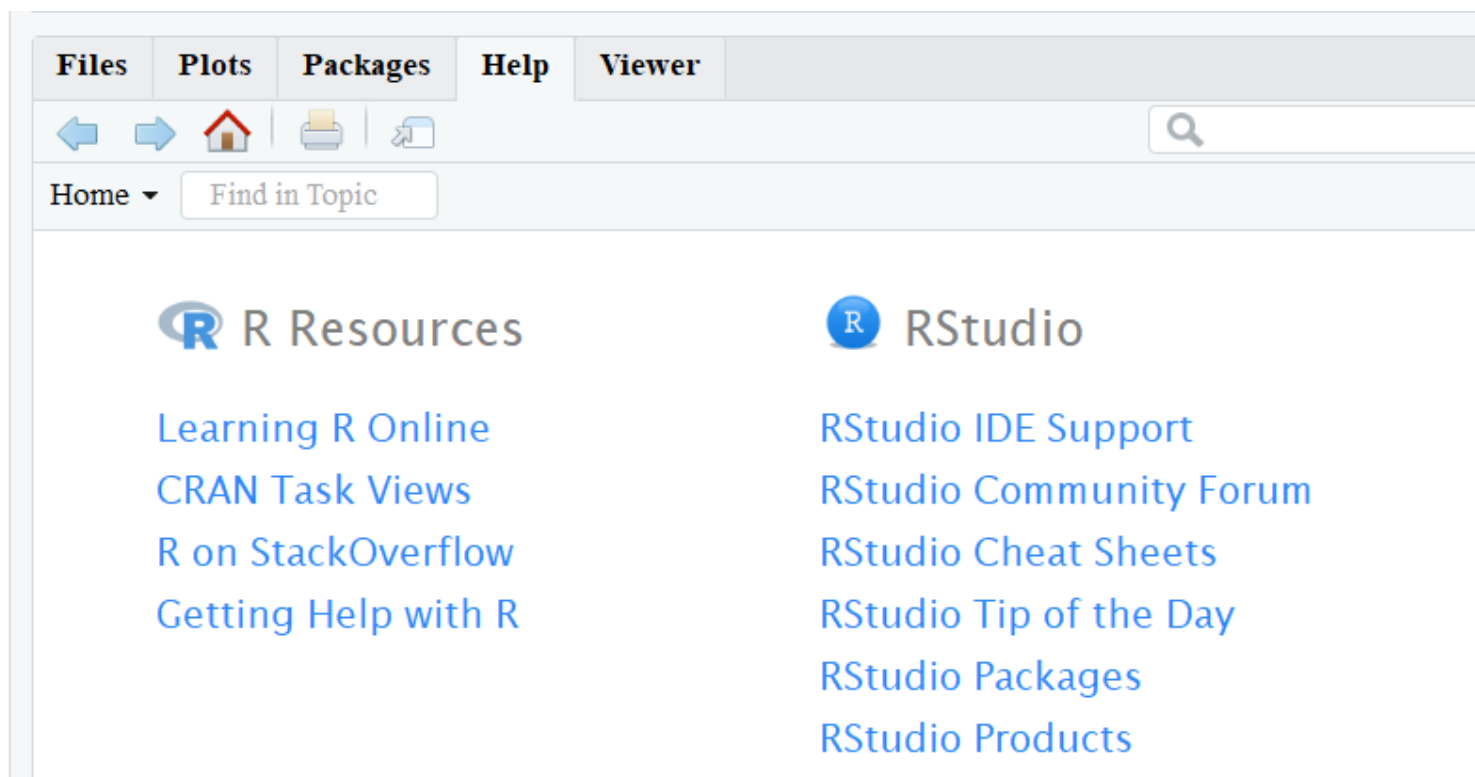 Files Plots Packages Help Viewer
Home Find in Topic
R R Resources
Learning R Online
CRAN Task Views
R on StackOverflow
Getting Help with R
R RStudio
RStudio IDE Support
RStudio Community Forum
RStudio Cheat Sheets
RStudio Tip of the Day
RStudio Packages
RStudio Products